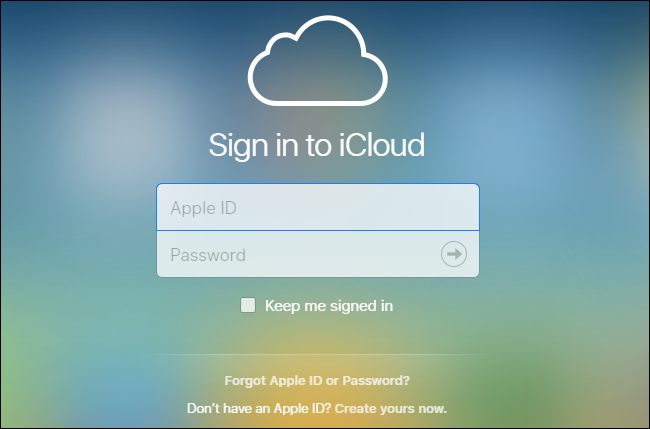 Sign in to iCloud
Apple ID
Password
Keep me signed in
Forgot Apple ID or Password?
Don't have an Apple ID? Create yours now.